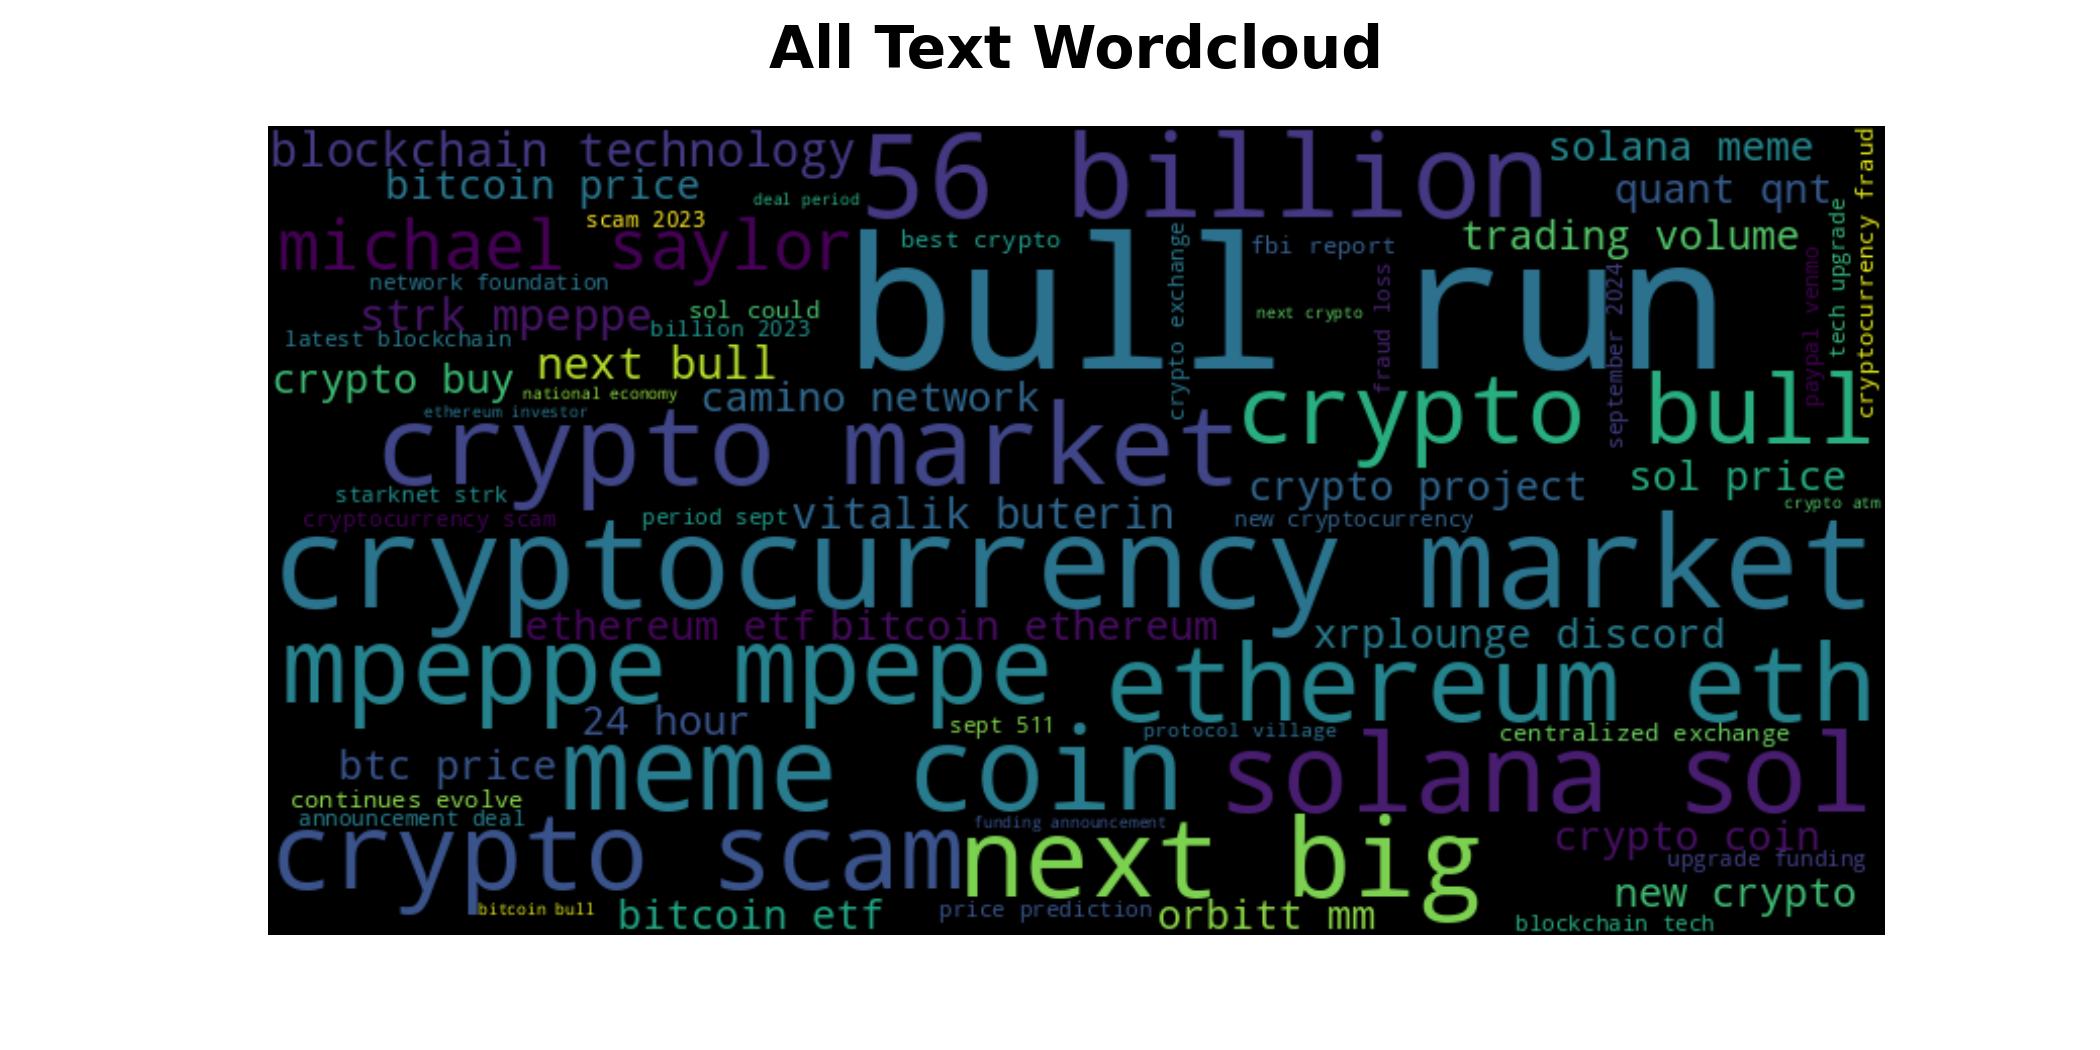 All Text Wordcloud
blockchain technology
56 billion
solana meme
bitcoin price
quant qnt
deal period
scam 2023
michael saylor
best crypto
fbi report
trading volume
cryptocurrency fraud
tech upgrade
crypto exchange
bull run
network foundation
strk mpeppe
sol could
next crypto
fraud loss
september 2024
paypal venmo
billion 2023
latest blockchain
next bull
crypto buy
national economy
camino network
crypto bull
ethereum investor
crypto market
crypto project
sol price
starknet strk
crypto atm
cryptocurrency scam
period sept
vitalik buterin
new cryptocurrency
cryptocurrency market
ethereum etf
bitcoin ethereum
xrplounge discord
mpeppe mpepe
ethereum eth
24 hour
sept 511
protocol village
centralized exchange
btc price
meme coin
solana sol
continues evolve
announcement deal
funding announcement
crypto scam
next big
crypto coin
upgrade funding
new crypto
bitcoin bull
bitcoin etf
price prediction
orbitt mm
blockchain tech